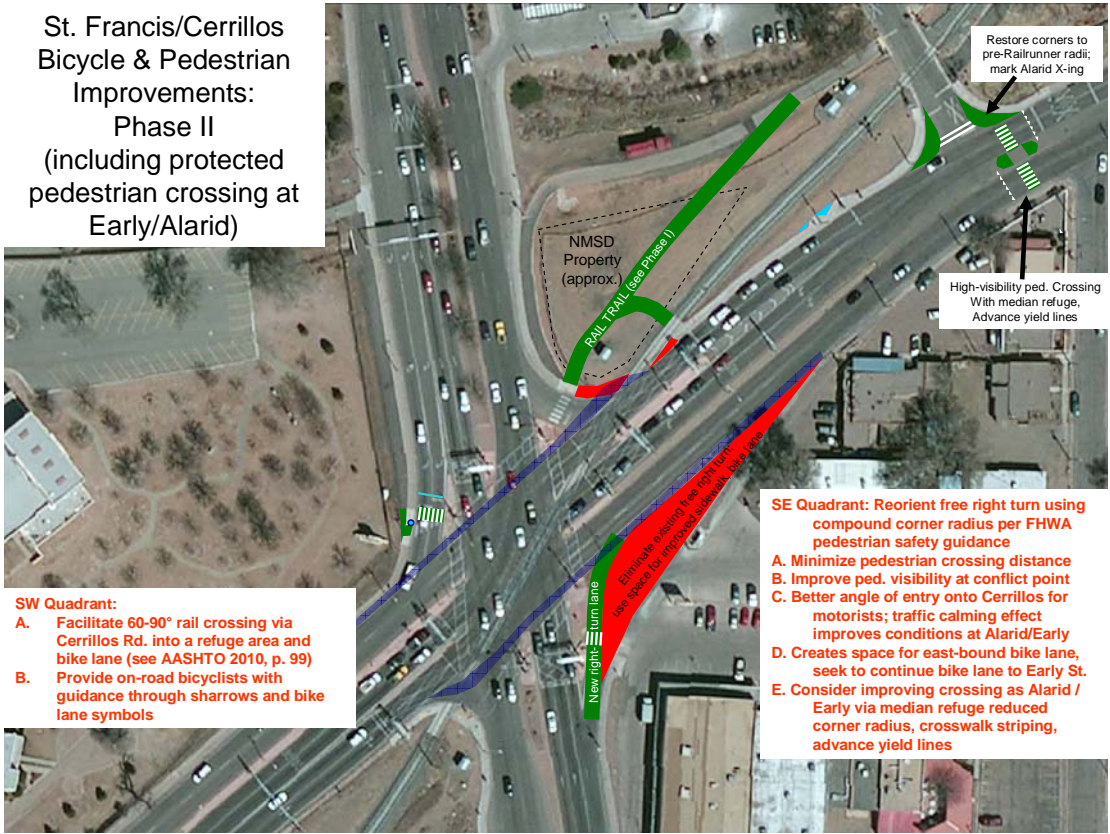 St. Francis/Cerrillos
Bicycle & Pedestrian
Improvements:
Phase II
(including protected
pedestrian crossing at
Early/Alarid)
Restore corners to
pre-Railrunner radii;
mark Alarid X-ing
NMSD
Property
(approx.)
RAIL TRAIL (see Phase I)
High-visibility ped. Crossing
With median refuge,
Advance yield lines
Eliminate existing free right turn;
use space for improved sidewalk, bike lane
New right-turn lane
SW Quadrant:
A. Facilitate 60-90° rail crossing via
Cerrillos Rd. into a refuge area and
bike lane (see AASHTO 2010, p. 99)
B. Provide on-road bicyclists with
guidance through sharrows and bike
lane symbols
SE Quadrant: Reorient free right turn using
compound corner radius per FHWA
pedestrian safety guidance
A. Minimize pedestrian crossing distance
B. Improve ped. visibility at conflict point
C. Better angle of entry onto Cerrillos for
motorists; traffic calming effect
improves conditions at Alarid/Early
D. Creates space for east-bound bike lane,
seek to continue bike lane to Early St.
E. Consider improving crossing as Alarid /
Early via median refuge reduced
corner radius, crosswalk striping,
advance yield lines